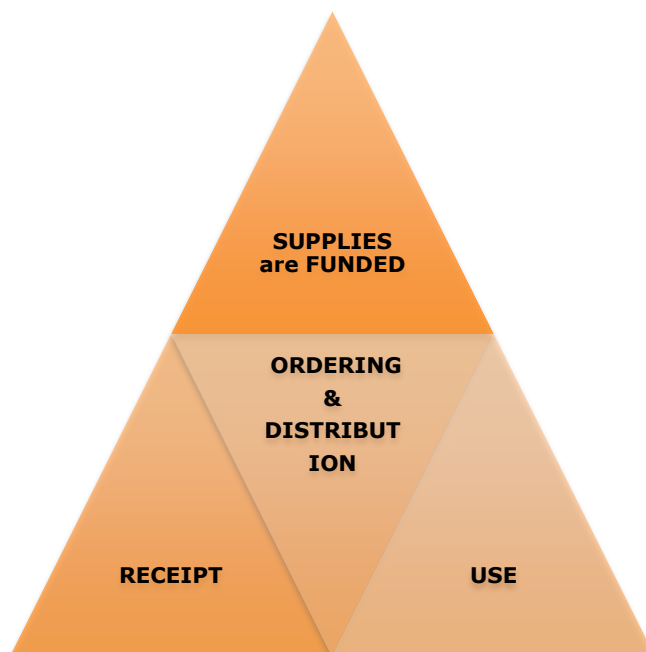 SUPPLIES
are FUNDED
ORDERING
&
DISTRIBUT
ION
RECEIPT
USE